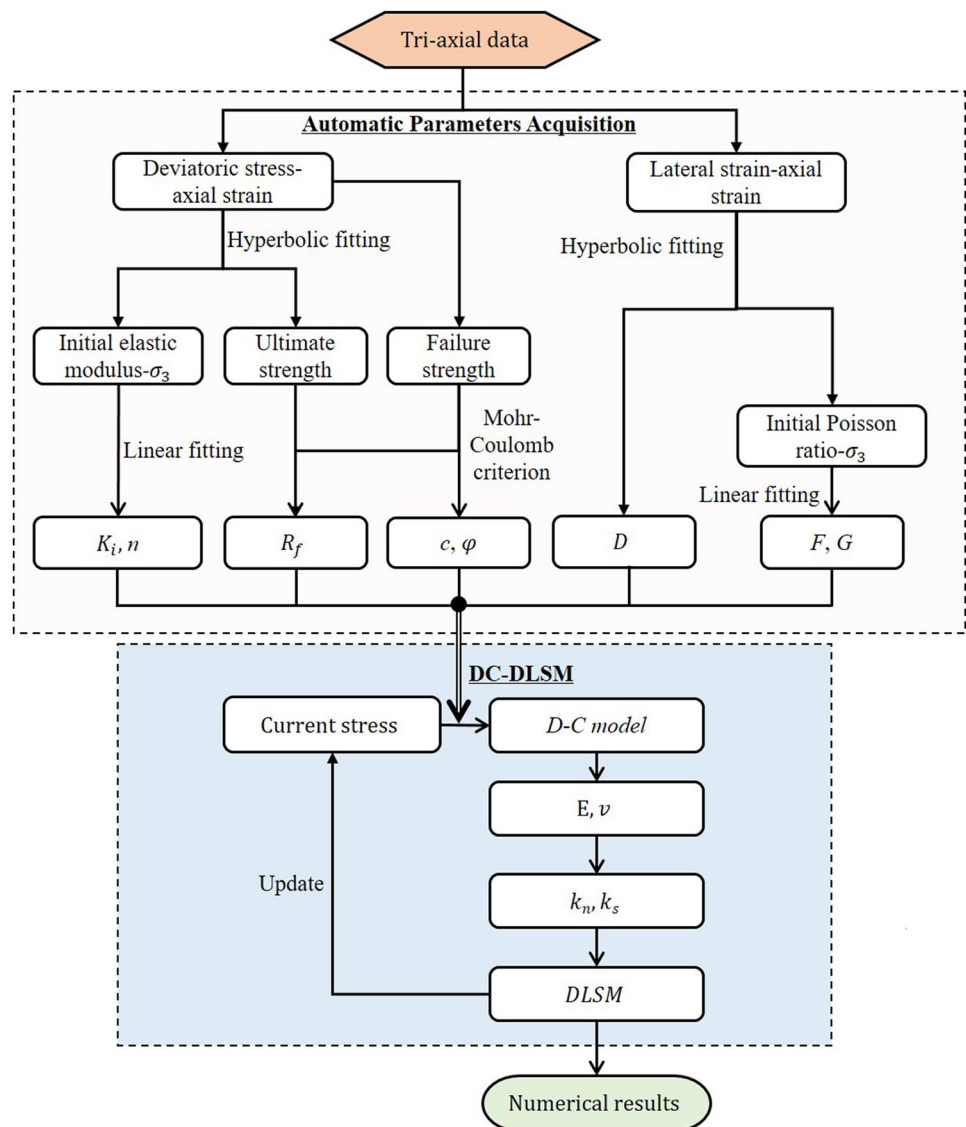 Tri-axial data
Automatic Parameters Acquisition
Deviatoric stress-
axial strain
Lateral strain-axial
strain
Hyperbolic fitting
Hyperbolic fitting
Initial elastic
modulus-σ₃
Ultimate
strength
Failure
strength
Mohr-
Coulomb
criterion
Initial Poisson
ratio-σ₃
Linear fitting
Linear fitting
Kᵢ, n
R_f
c, φ
D
F, G
DC-DLSM
Current stress
D-C model
E, ν
Update
kₙ, kₛ
DLSM
Numerical results